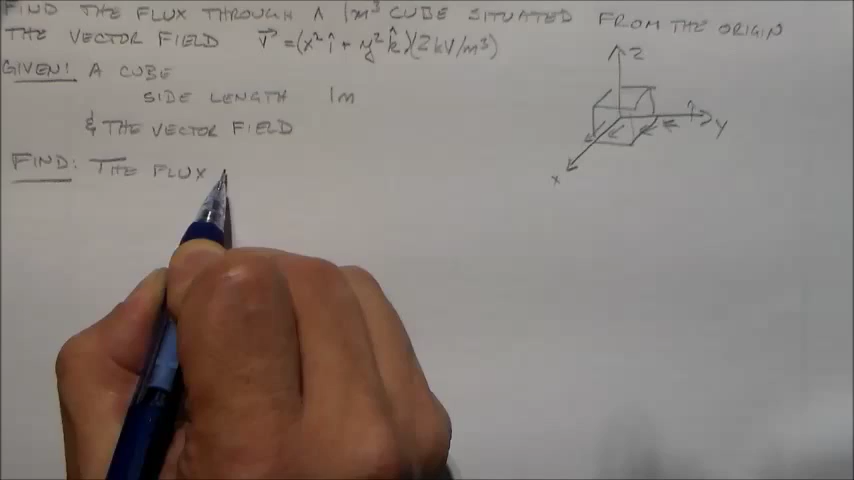 FIND THE FLUX THROUGH A 1m³ CUBE SITUATED FROM THE ORIGIN
THE VECTOR FIELD V⃗ = (x² î + y² k̂)(2kV/m³)
GIVEN: A CUBE
SIDE LENGTH 1m
& THE VECTOR FIELD
FIND: THE FLUX
z
y
x